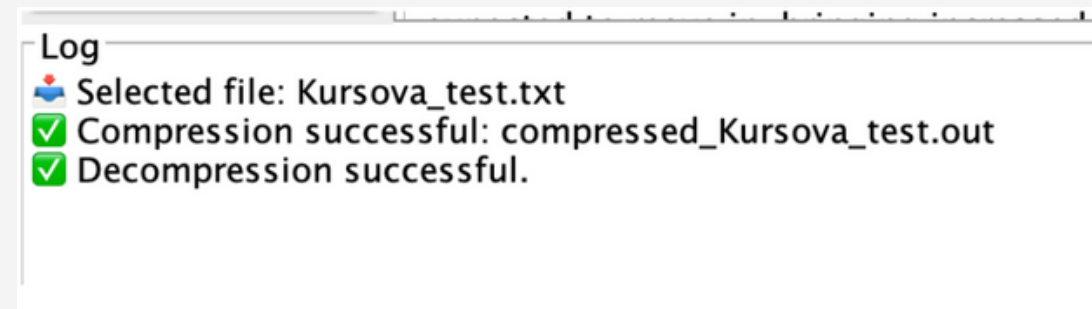 Log
📥 Selected file: Kursova_test.txt
✅ Compression successful: compressed_Kursova_test.out
✅ Decompression successful.